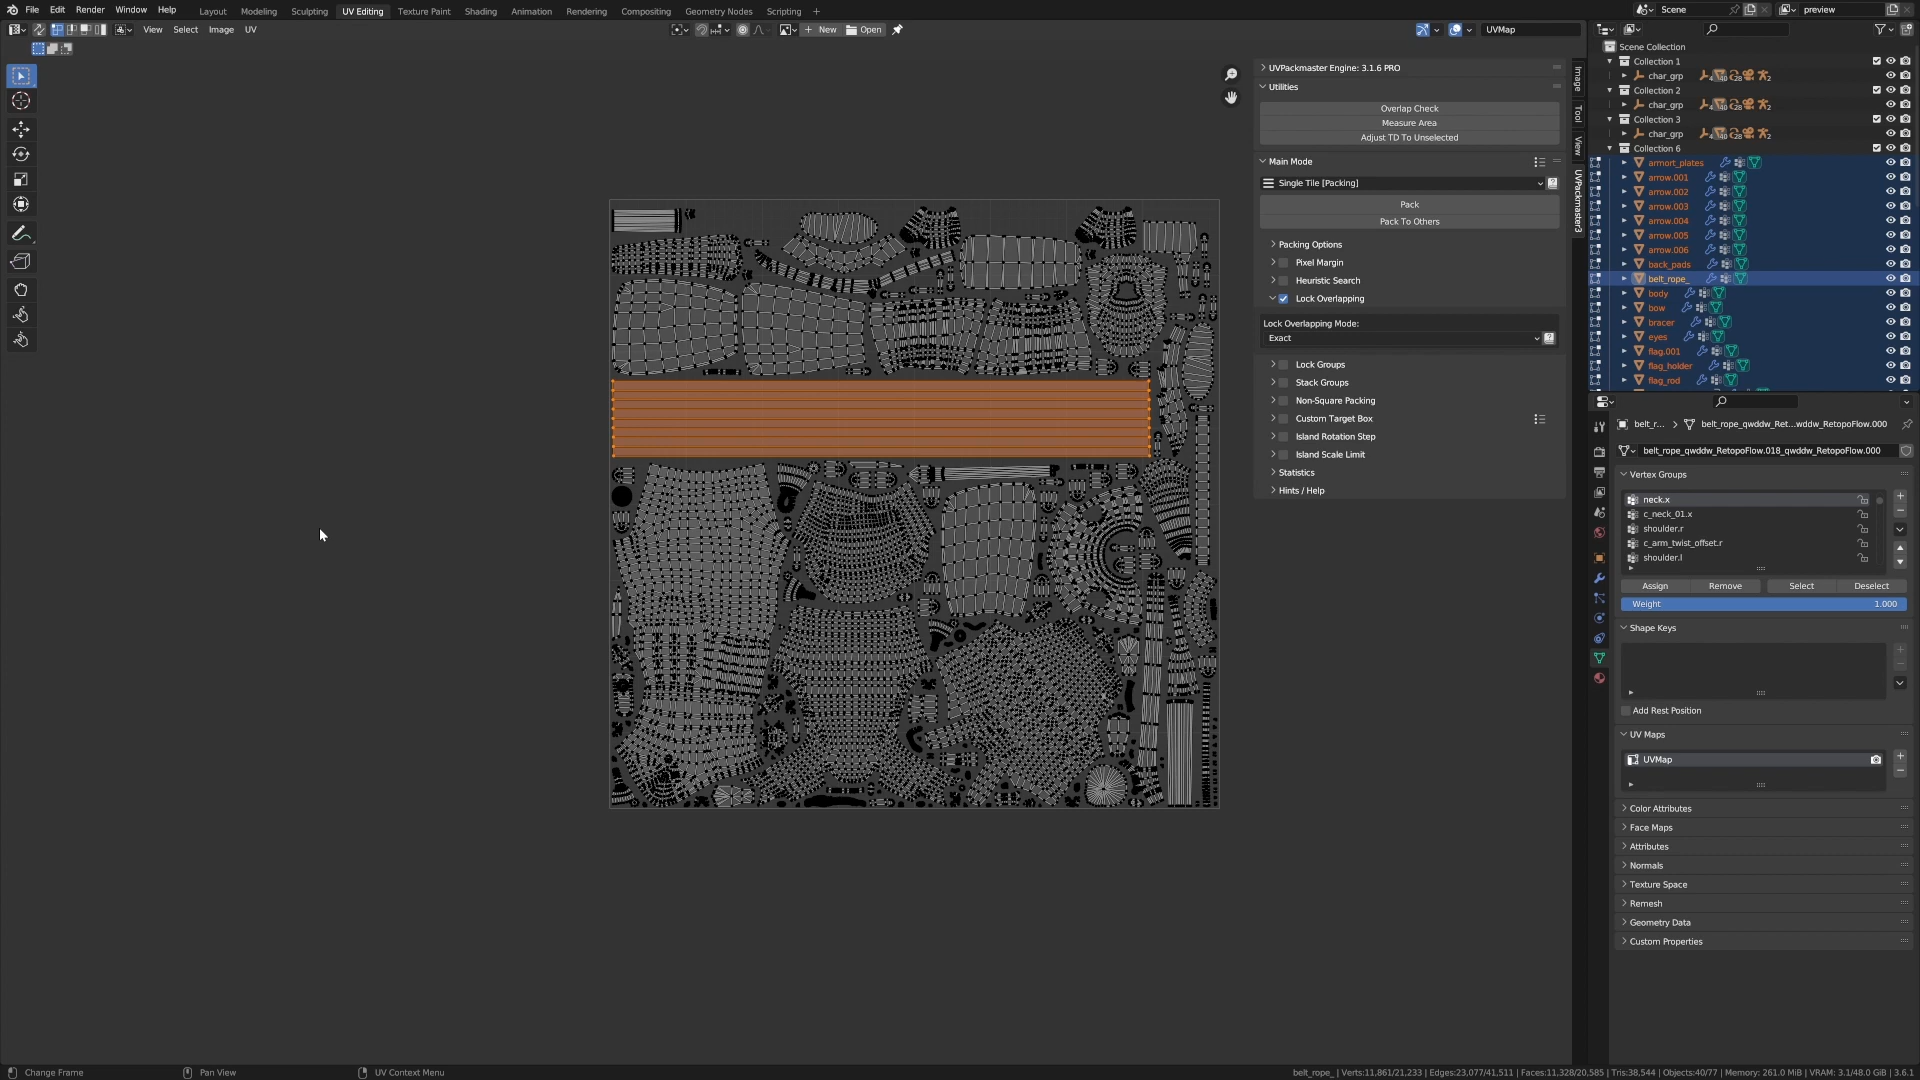 File Edit Render Window Help Layout Modeling Sculpting UV Editing Texture Paint Shading Animation Rendering Compositing Geometry Nodes Scripting + Scene preview
View Select Image UV New Open UVMap
Scene Collection
Collection 1
char_grp
Collection 2
char_grp
Collection 3
char_grp
Collection 6
armort_plates
arrow.001
arrow.002
arrow.003
arrow.004
arrow.005
arrow.006
back_pads
belt_rope_
body
bow
bracer
eyes
flag.001
flag_holder
flag_rod
Image
Tool
View
UVPackmaster3
UVPackmaster Engine: 3.1.6 PRO
Utilities
Overlap Check
Measure Area
Adjust TD To Unselected
Main Mode
Single Tile [Packing]
Pack
Pack To Others
Packing Options
Pixel Margin
Heuristic Search
Lock Overlapping
Lock Overlapping Mode:
Exact
Lock Groups
Stack Groups
Non-Square Packing
Custom Target Box
Island Rotation Step
Island Scale Limit
Statistics
Hints / Help
belt_r... belt_rope_qwddw_Ret...wddw_RetopoFlow.000
belt_rope_qwddw_RetopoFlow.018_qwddw_RetopoFlow.000
Vertex Groups
neck.x
c_neck_01.x
shoulder.r
c_arm_twist_offset.r
shoulder.l
Assign Remove Select Deselect
Weight 1.000
Shape Keys
Add Rest Position
UV Maps
UVMap
Color Attributes
Face Maps
Attributes
Normals
Texture Space
Remesh
Geometry Data
Custom Properties
Change Frame Pan View UV Context Menu belt_rope_ | Verts:11,861/21,233 | Edges:23,077/41,511 | Faces:11,328/20,585 | Tris:38,544 | Objects:40/77 | Memory: 261.0 MiB | VRAM: 3.1/48.0 GiB | 3.6.1